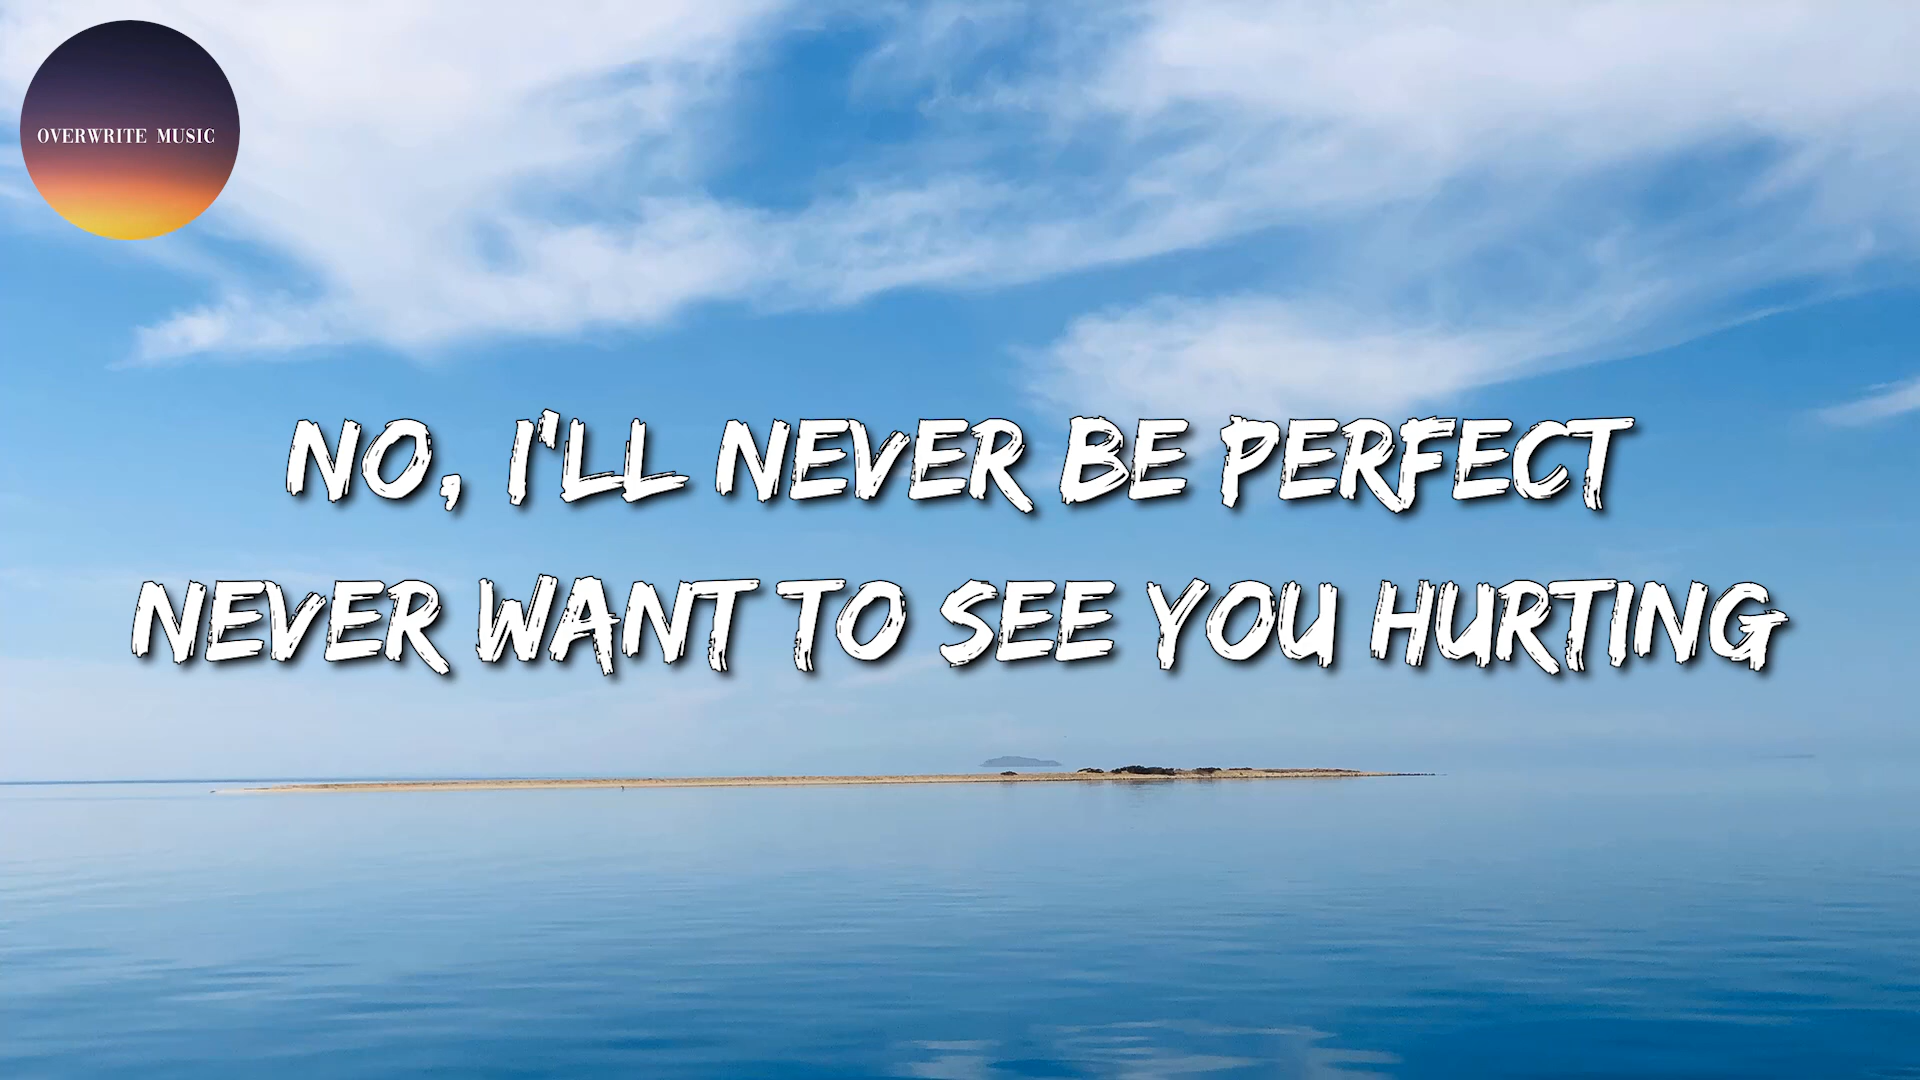 OVERWRITE MUSIC
NO, I'LL NEVER BE PERFECT
NEVER WANT TO SEE YOU HURTING